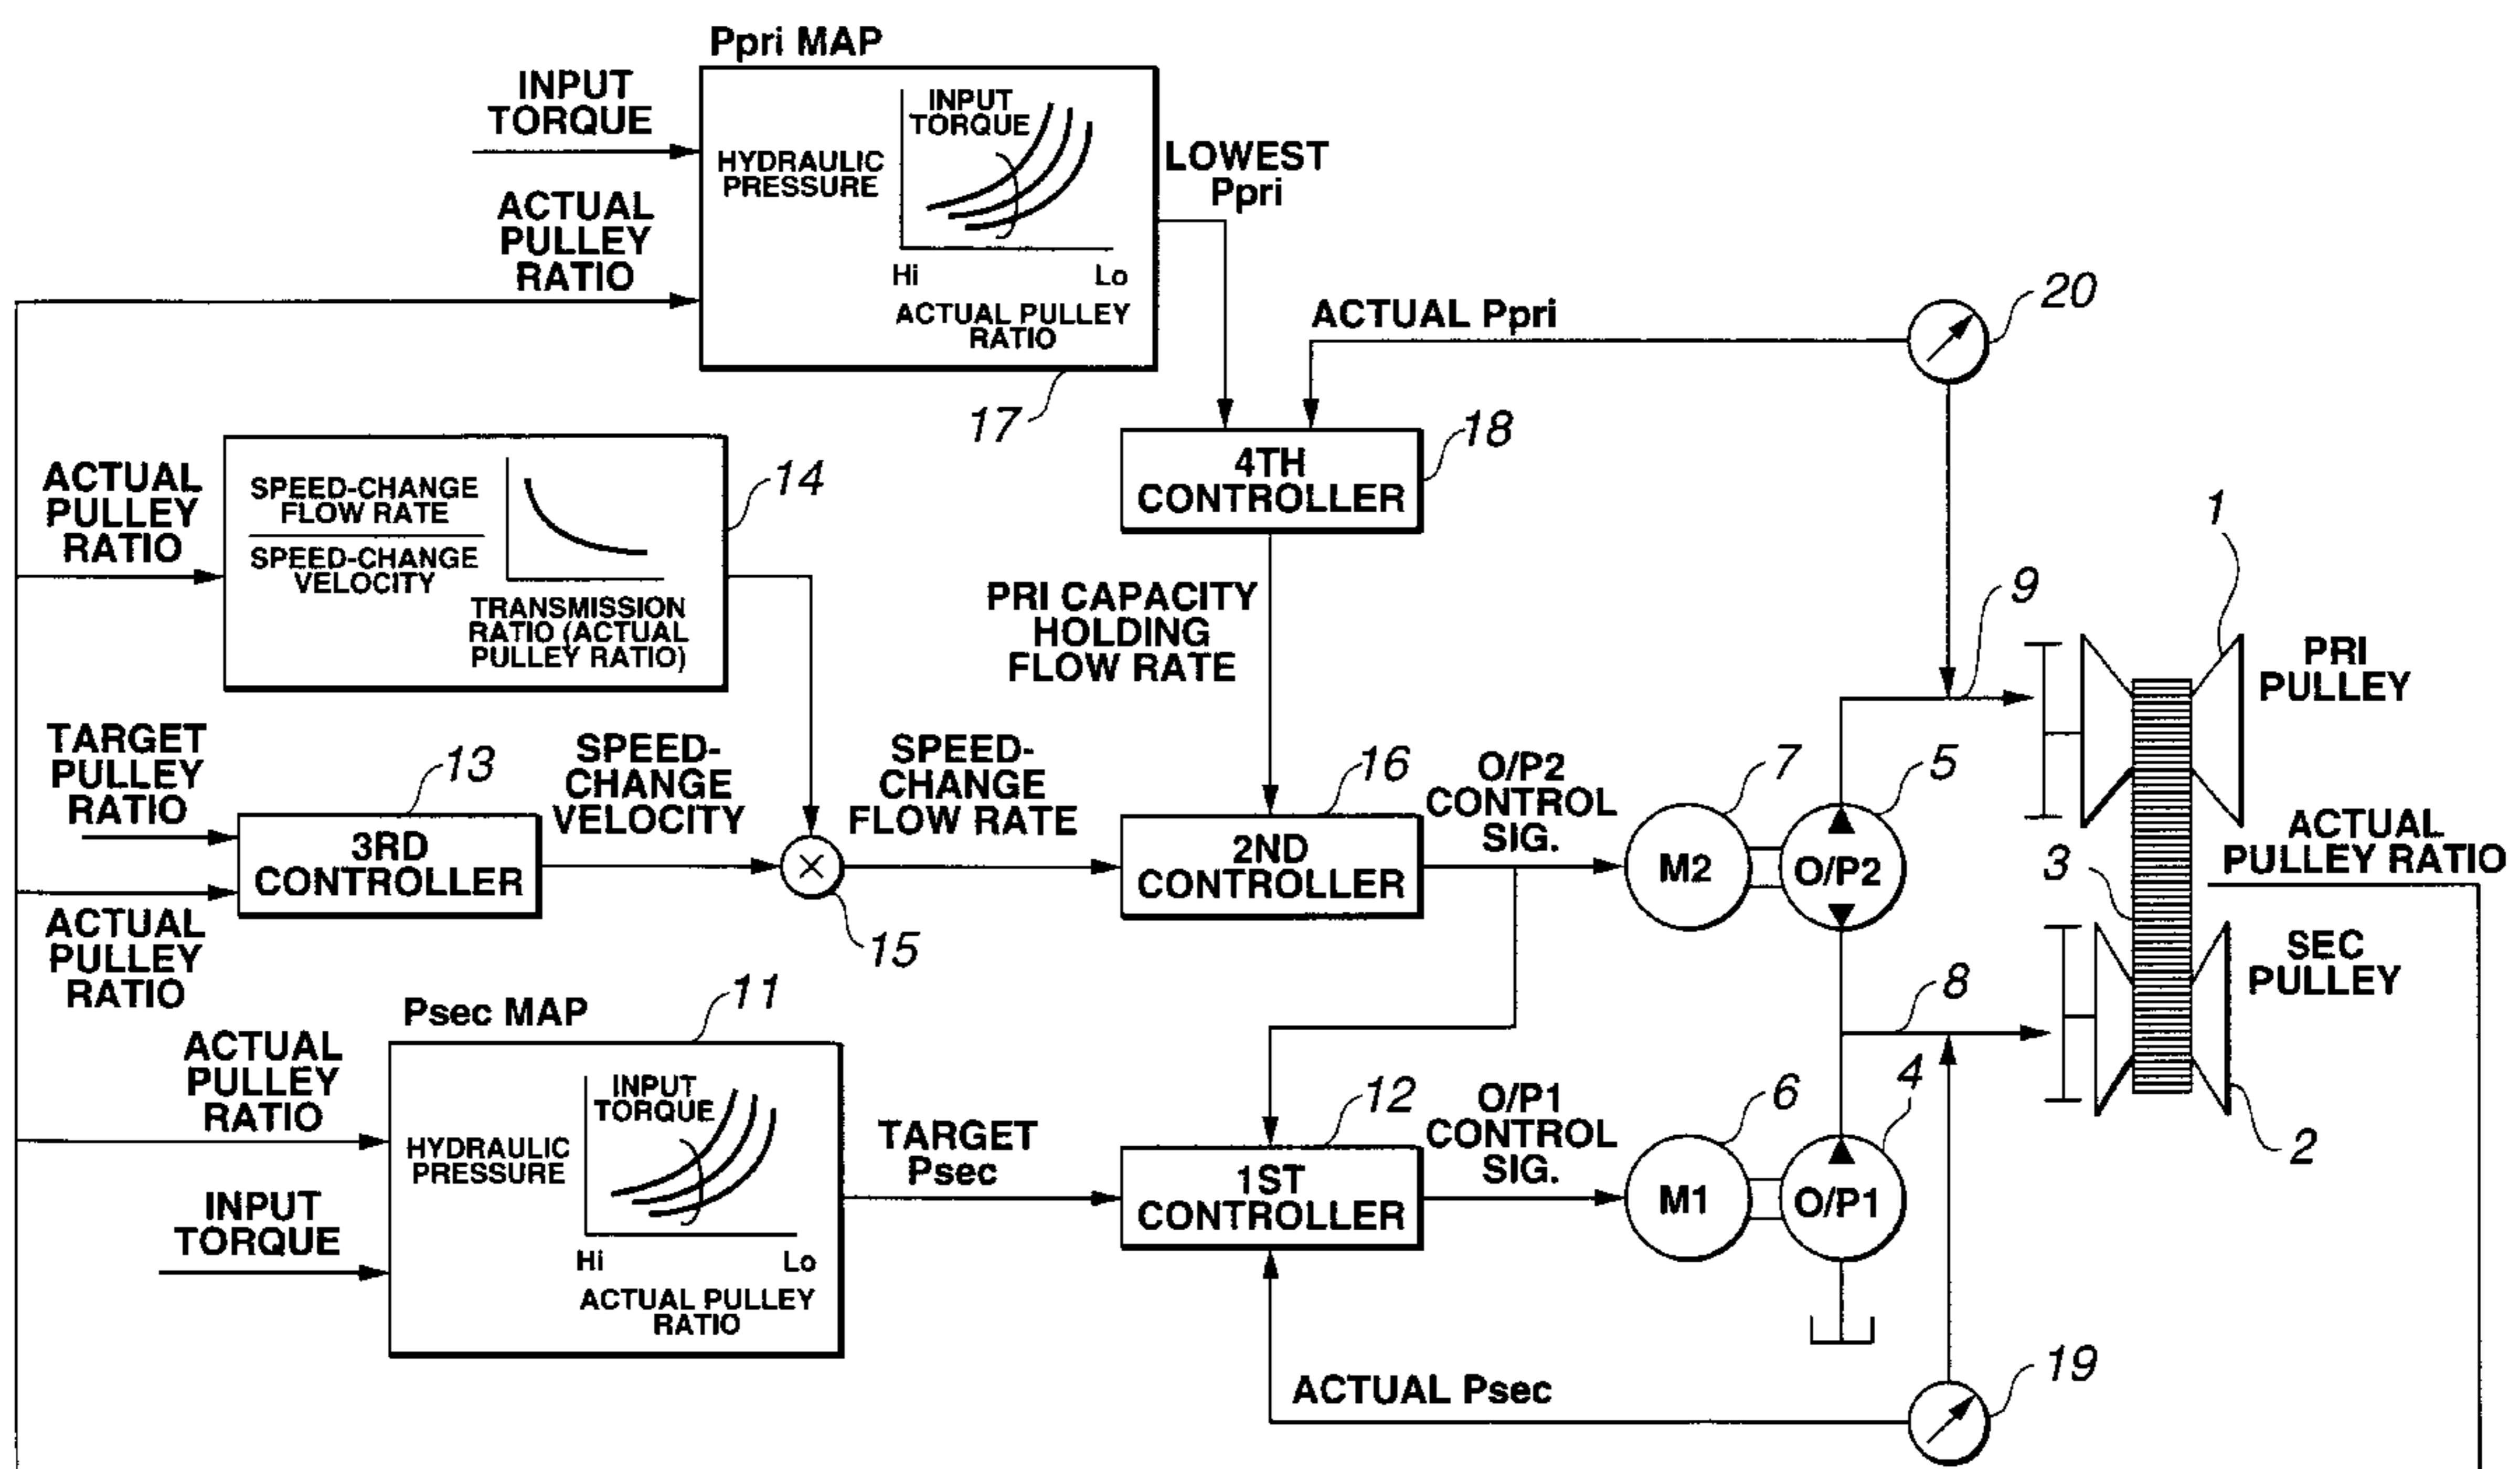 Ppri MAP
INPUT
TORQUE
ACTUAL
PULLEY
RATIO
HYDRAULIC
PRESSURE
INPUT
TORQUE
Hi
Lo
ACTUAL PULLEY
RATIO
17
LOWEST
Ppri
ACTUAL Ppri
20
4TH
CONTROLLER
18
ACTUAL
PULLEY
RATIO
SPEED-CHANGE
FLOW RATE
SPEED-CHANGE
VELOCITY
TRANSMISSION
RATIO (ACTUAL
PULLEY RATIO)
14
PRI CAPACITY
HOLDING
FLOW RATE
9
1
PRI
PULLEY
TARGET
PULLEY
RATIO
ACTUAL
PULLEY
RATIO
3RD
CONTROLLER
13
SPEED-
CHANGE
VELOCITY
15
SPEED-
CHANGE
FLOW RATE
2ND
CONTROLLER
16
O/P2
CONTROL
SIG.
M2
7
O/P2
5
3
ACTUAL
PULLEY RATIO
SEC
PULLEY
2
8
Psec MAP
11
ACTUAL
PULLEY
RATIO
INPUT
TORQUE
HYDRAULIC
PRESSURE
INPUT
TORQUE
Hi
Lo
ACTUAL PULLEY
RATIO
TARGET
Psec
1ST
CONTROLLER
12
O/P1
CONTROL
SIG.
M1
6
O/P1
4
ACTUAL Psec
19